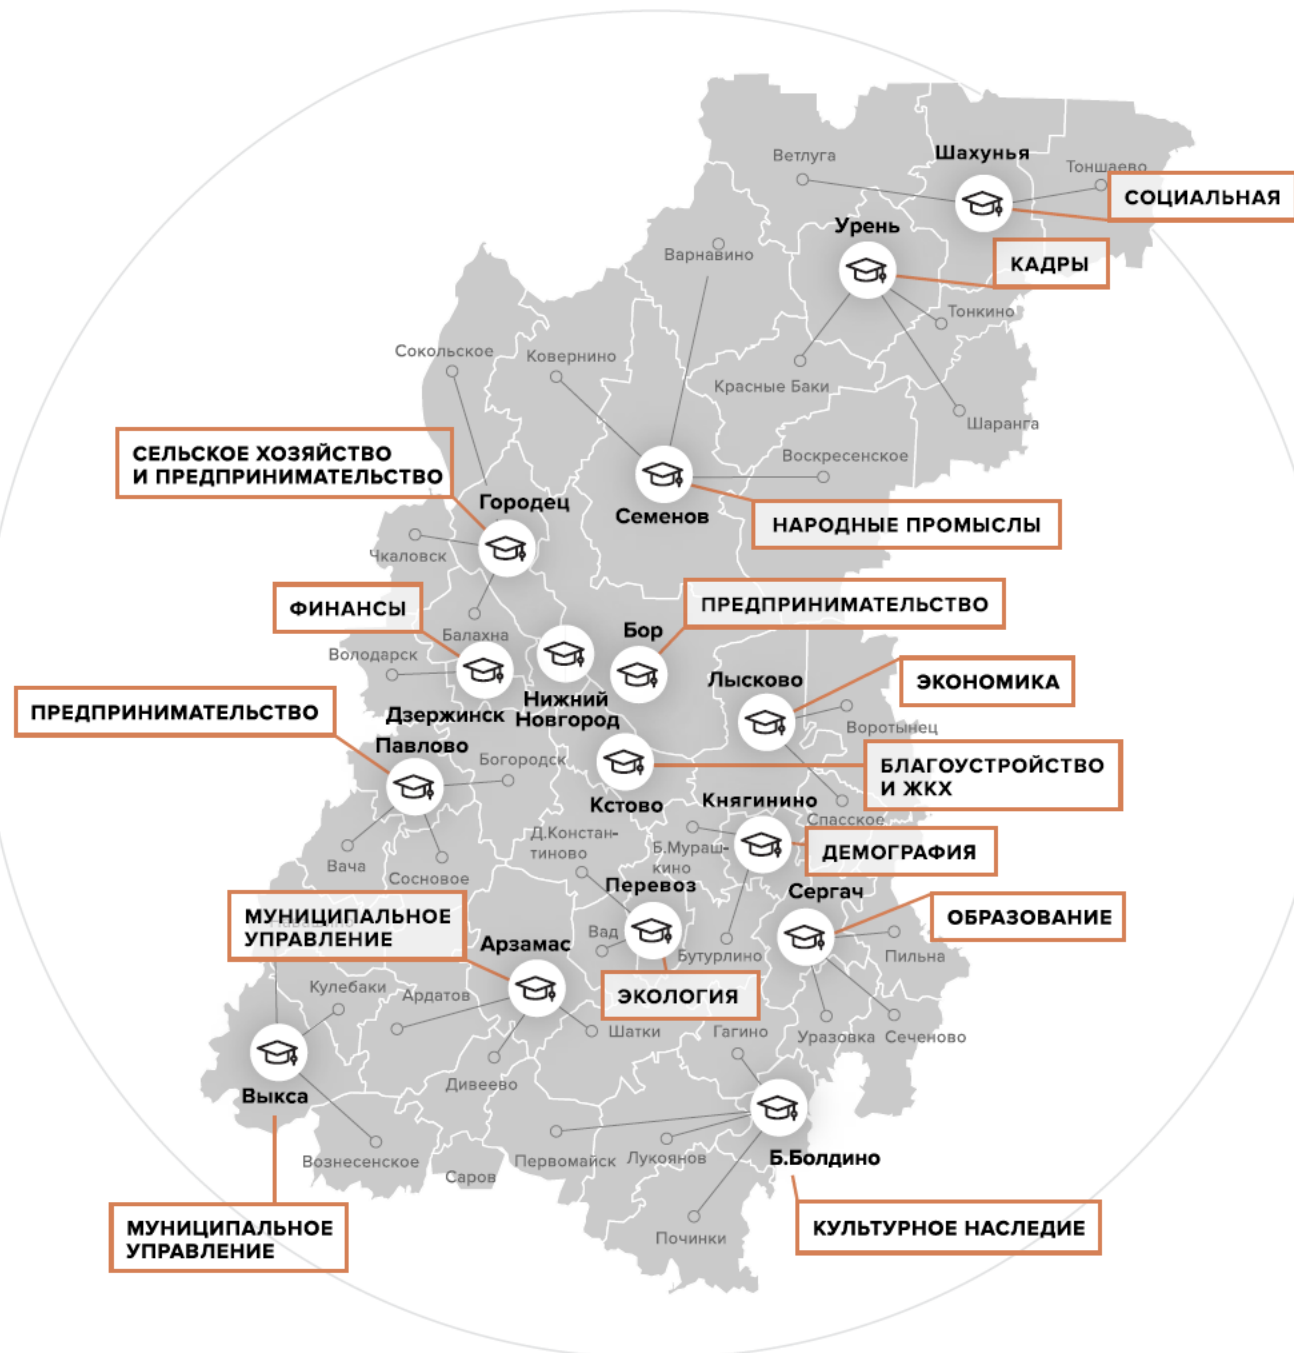 Ветлуга
Шахунья
Тоншаево
СОЦИАЛЬНАЯ
Урень
Варнавино
КАДРЫ
Тонкино
Сокольское
Ковернино
Красные Баки
Шаранга
СЕЛЬСКОЕ ХОЗЯЙСТВО
И ПРЕДПРИНИМАТЕЛЬСТВО
Воскресенское
Городец
Семенов
НАРОДНЫЕ ПРОМЫСЛЫ
Чкаловск
ФИНАНСЫ
ПРЕДПРИНИМАТЕЛЬСТВО
Балахна
Бор
Володарск
Лысково
ЭКОНОМИКА
Нижний
Новгород
Дзержинск
ПРЕДПРИНИМАТЕЛЬСТВО
Воротынец
Павлово
Богородск
БЛАГОУСТРОЙСТВО
И ЖКХ
Кстово
Княгинино
Спасское
Д.Констан-
тиново
Б.Мураш-
кино
ДЕМОГРАФИЯ
Вача
Сосновое
Перевоз
Сергач
МУНИЦИПАЛЬНОЕ
УПРАВЛЕНИЕ
Навашино
ОБРАЗОВАНИЕ
Арзамас
Вад
Бутурлино
Пильна
Кулебаки
Ардатов
ЭКОЛОГИЯ
Шатки
Гагино
Уразовка
Сеченово
Дивеево
Выкса
Вознесенское
Саров
Первомайск
Лукоянов
Б.Болдино
МУНИЦИПАЛЬНОЕ
УПРАВЛЕНИЕ
Починки
КУЛЬТУРНОЕ НАСЛЕДИЕ